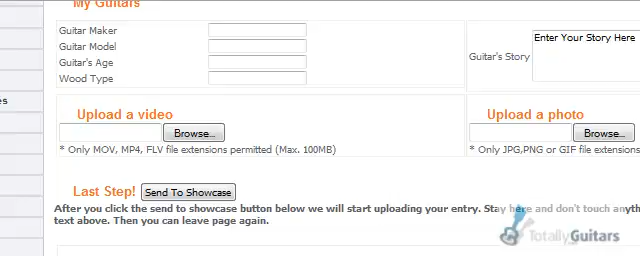 My Guitars
Guitar Maker
Guitar Model
Guitar's Age
Wood Type
Guitar's Story
Enter Your Story Here
es
Upload a video
Browse...
* Only MOV, MP4, FLV file extensions permitted (Max. 100MB)
Upload a photo
Browse...
* Only JPG,PNG or GIF file extensions
Last Step! Send To Showcase
After you click the send to showcase button below we will start uploading your entry. Stay here and don't touch anyth
text above. Then you can leave page again.
TotallyGuitars